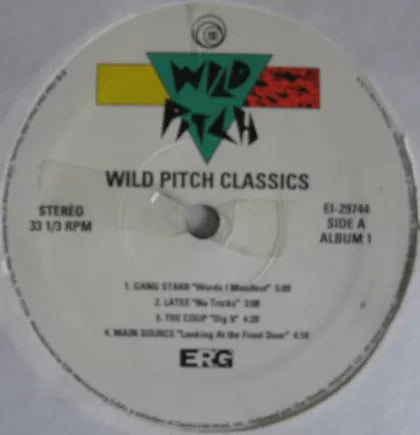 WILD
PITCH
WILD PITCH CLASSICS
STEREO
33 1/3 RPM
EI-29744
SIDE A
ALBUM 1
1. GANG STARR "Words I Manifest" 5:09
2. LATEE "No Tricks" 3:08
3. THE COUP "Dig It" 4:20
4. MAIN SOURCE "Looking At the Front Door" 4:10
ERG